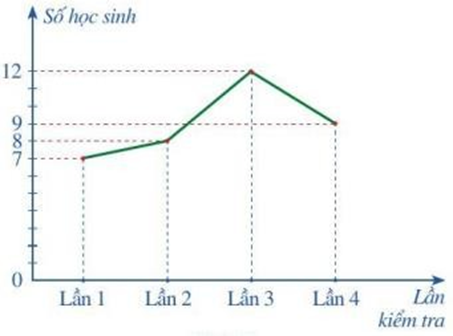 Số học sinh
12
9
8
7
0
Lần 1 Lần 2 Lần 3 Lần 4 Lần
kiểm tra